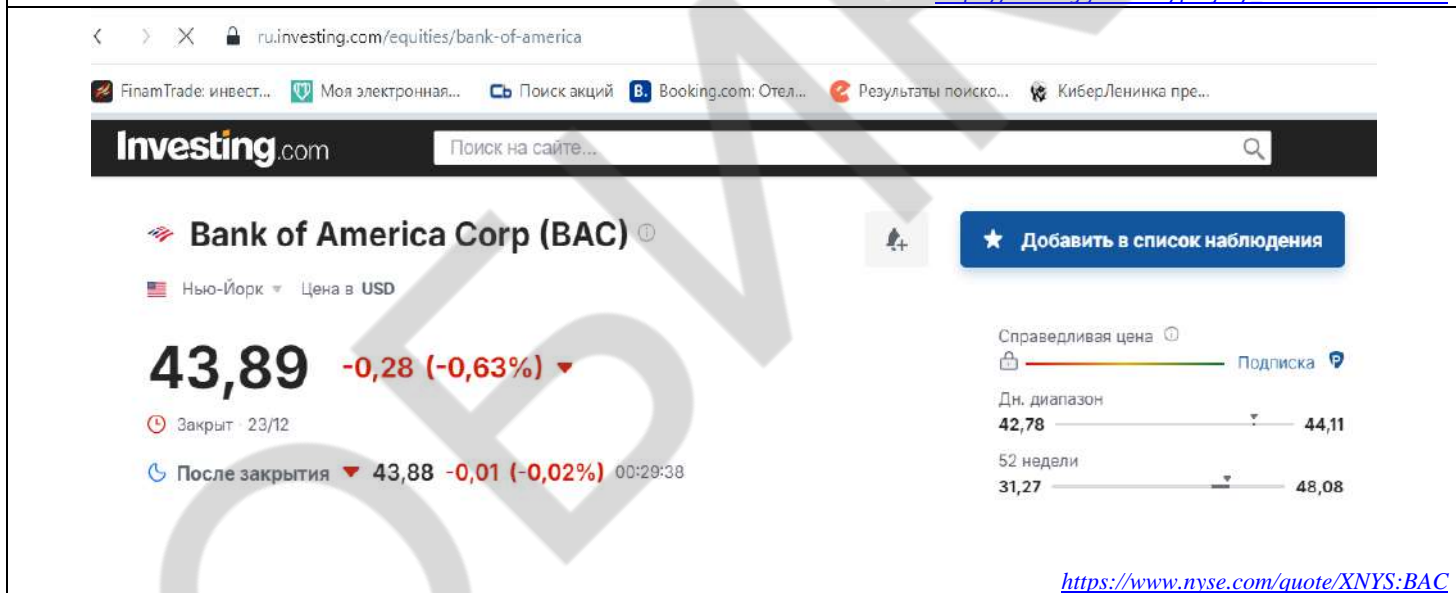 ru.investing.com/equities/bank-of-america
FinamTrade: инвест... Моя электронная... Сb Поиск акций B. Booking.com: Отел... Результаты поиско... КиберЛенинка пре...
Investing.com Поиск на сайте...
Bank of America Corp (BAC)
Добавить в список наблюдения
Нью-Йорк Цена в USD
43,89 -0,28 (-0,63%)
Закрыт · 23/12
После закрытия 43,88 -0,01 (-0,02%) 00:29:38
Справедливая цена
Подписка
Дн. диапазон
42,78 44,11
52 недели
31,27 48,08
https://www.nyse.com/quote/XNYS:BAC